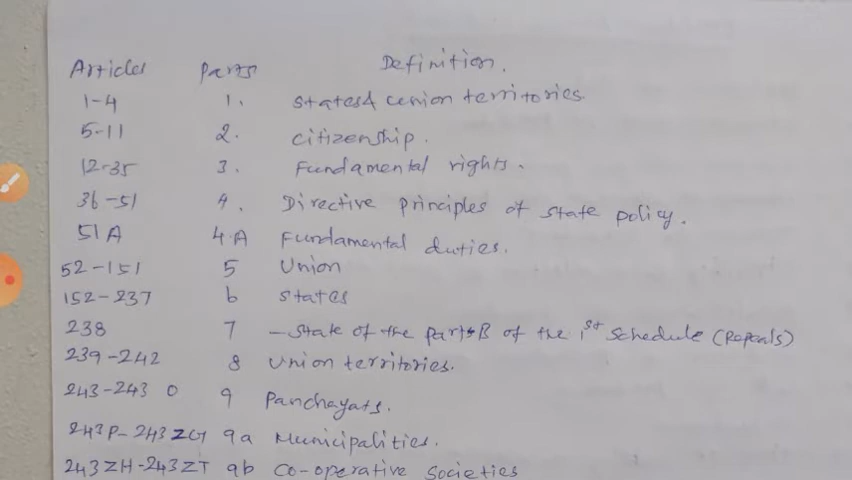 Articles Parts Definition.
1-4 1. States & Union territories
5-11 2. citizenship.
12-35 3. Fundamental rights.
36-51 4. Directive principles of state policy.
51A 4.A Fundamental duties.
52-151 5 Union
152-237 6 states
238 7 - State of the part B of the 1st Schedule (Repeals)
239-242 8 Union territories.
243-243 O 9 Panchayats.
243P-243ZG 9a Municipalities.
243ZH-243ZT 9b Co-operative Societies